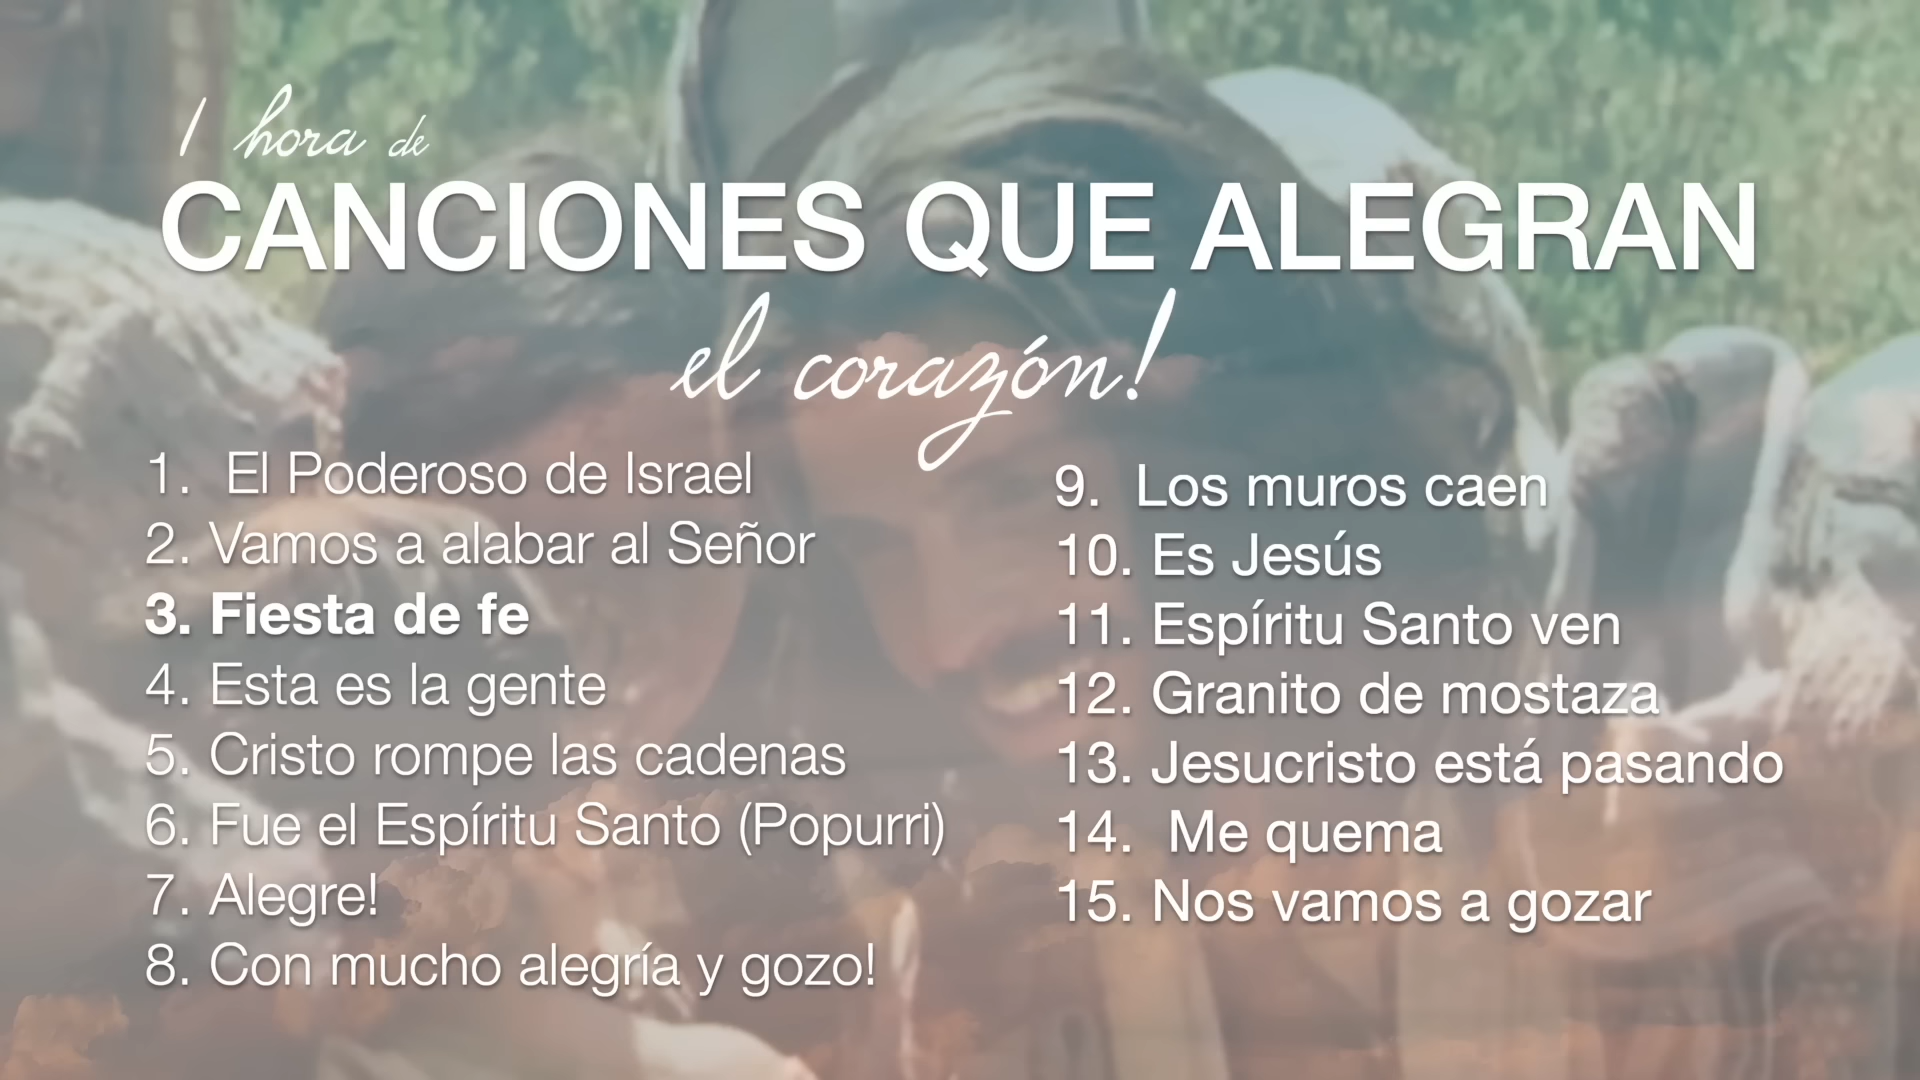 1 hora de
CANCIONES QUE ALEGRAN
el corazón!
1. El Poderoso de Israel
2. Vamos a alabar al Señor
3. Fiesta de fe
4. Esta es la gente
5. Cristo rompe las cadenas
6. Fue el Espíritu Santo (Popurri)
7. Alegre!
8. Con mucho alegría y gozo!
9. Los muros caen
10. Es Jesús
11. Espíritu Santo ven
12. Granito de mostaza
13. Jesucristo está pasando
14. Me quema
15. Nos vamos a gozar